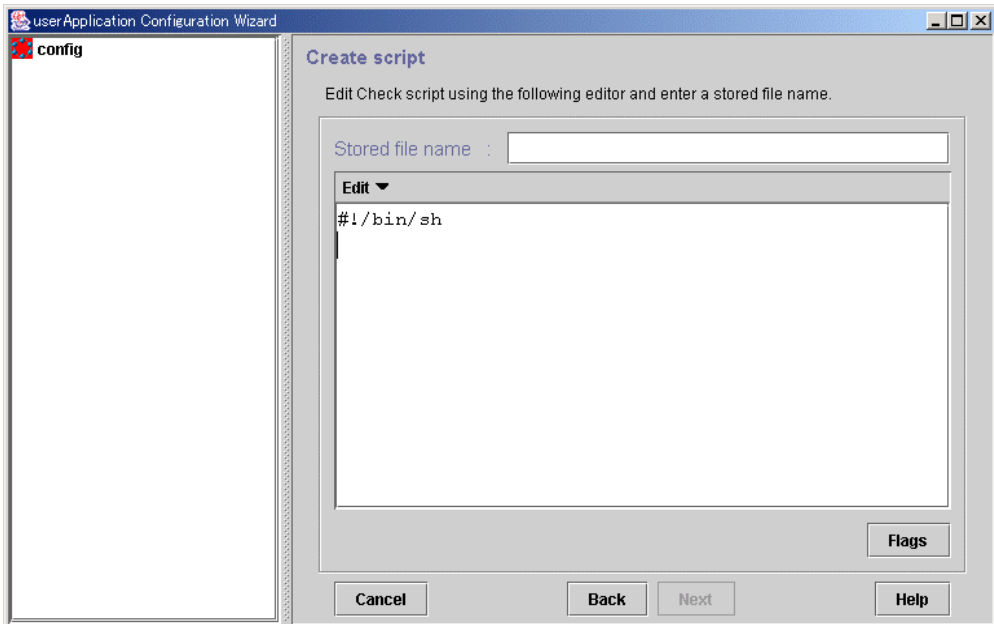 userApplication Configuration Wizard
config
Create script
Edit Check script using the following editor and enter a stored file name.
Stored file name :
Edit
#!/bin/sh
Flags
Cancel Back Next Help